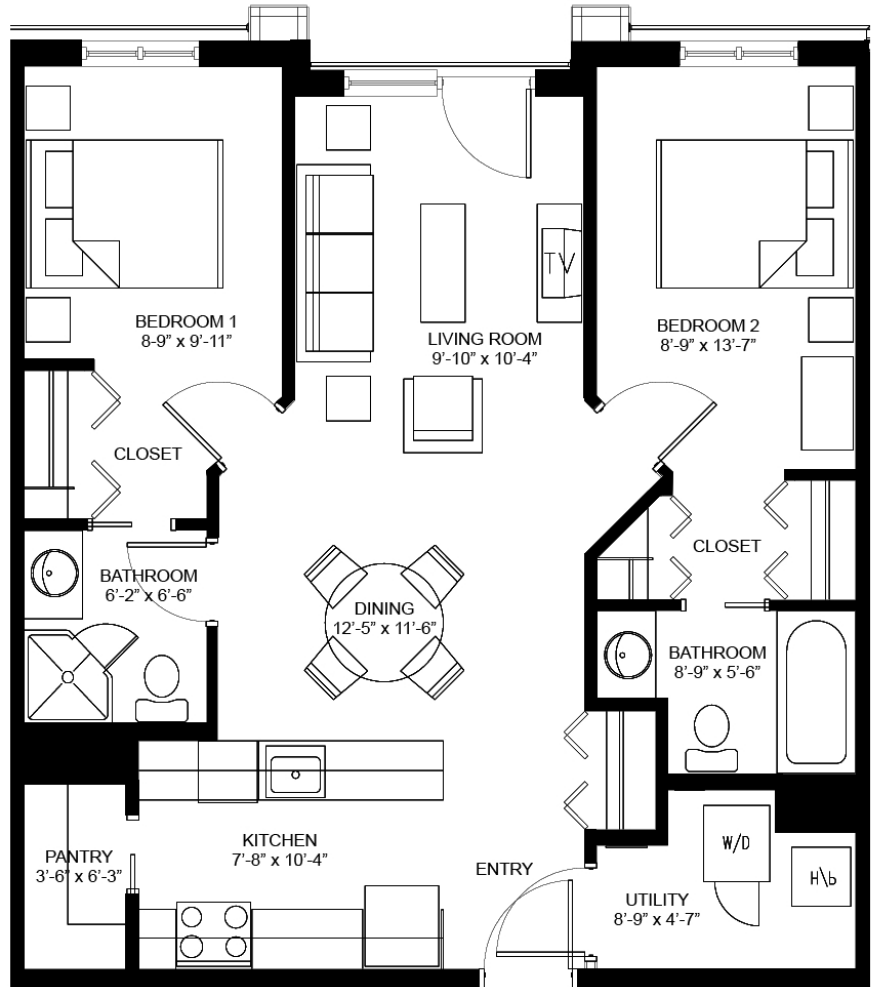 BEDROOM 1
8-9” x 9’-11”
LIVING ROOM
9’-10” x 10’-4”
TV
BEDROOM 2
8’-9” x 13’-7”
CLOSET
CLOSET
BATHROOM
6’-2” x 6’-6”
DINING
12’-5” x 11’-6”
BATHROOM
8’-9” x 5’-6”
KITCHEN
7’-8” x 10’-4”
PANTRY
3’-6” x 6’-3”
ENTRY
UTILITY
8’-9” x 4’-7”
W/D
H\b